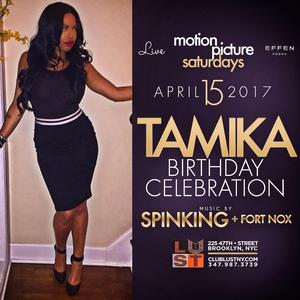 Live
motion
picture
saturdays
EFFEN
VODKA
APRIL 15 2017
TAMIKA
BIRTHDAY
CELEBRATION
MUSIC BY
SPINKING + FORT NOX
LUST
225 47TH • STREET
BROOKLYN, NYC
CLUBLUSTNY.COM
347.987.3739